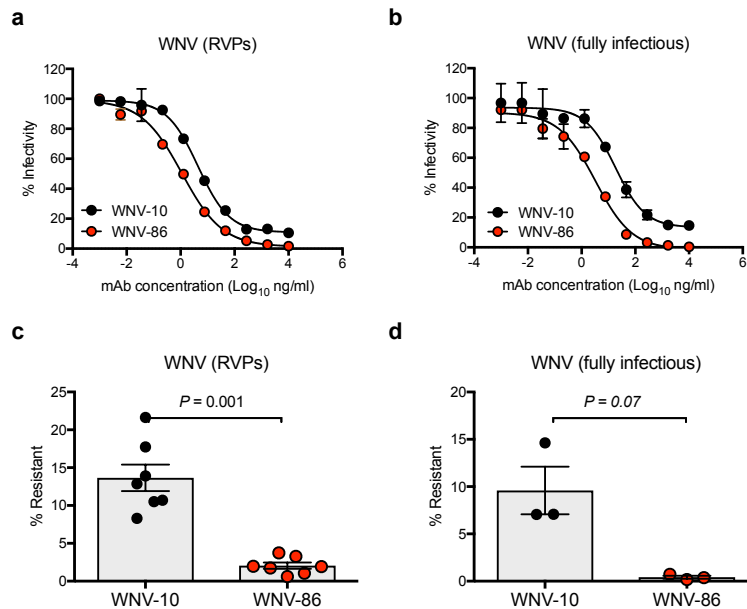 a
WNV (RVPs)
120
100
80
60
40
20
0
% Infectivity
WNV-10
WNV-86
-4 -2 0 2 4 6
mAb concentration (Log10 ng/ml)
b
WNV (fully infectious)
120
100
80
60
40
20
0
% Infectivity
WNV-10
WNV-86
-4 -2 0 2 4 6
mAb concentration (Log10 ng/ml)
c
WNV (RVPs)
25
20
15
10
5
0
% Resistant
P = 0.001
WNV-10 WNV-86
d
WNV (fully infectious)
20
15
10
5
0
% Resistant
P = 0.07
WNV-10 WNV-86